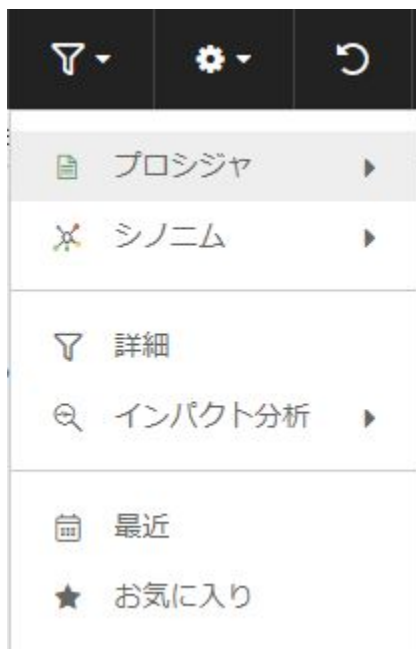 プロシジャ
シノニム
詳細
インパクト分析
最近
お気に入り